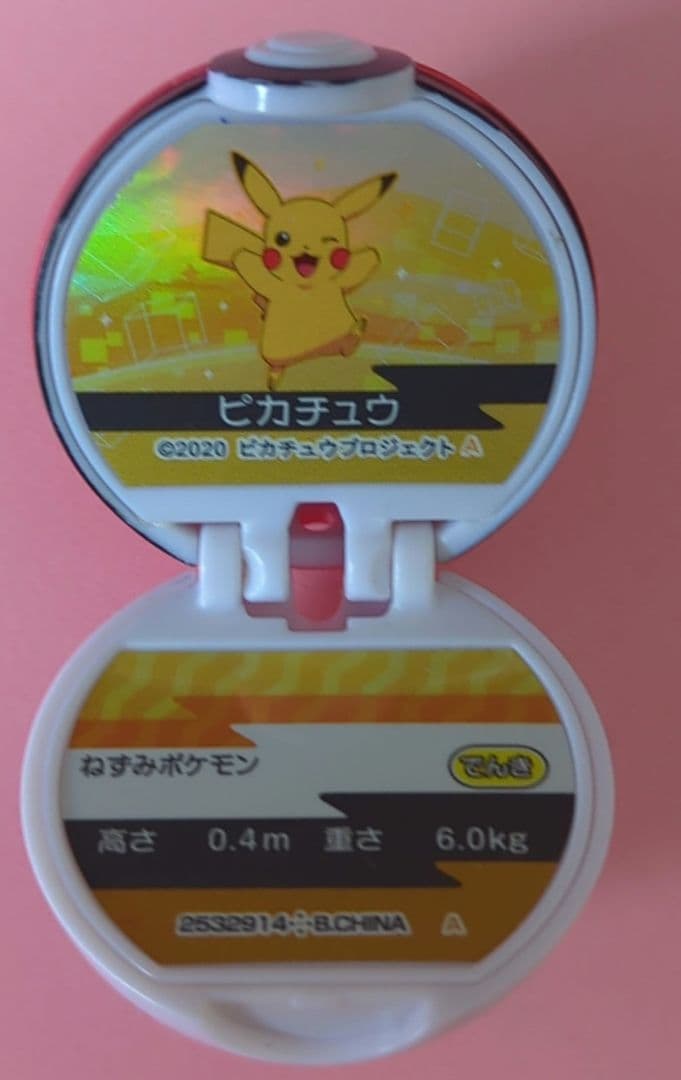 ピカチュウ
©2020 ピカチュウプロジェクト A
ねずみポケモン
でんき
高さ 0.4m 重さ 6.0kg
2532914 B.CHINA A